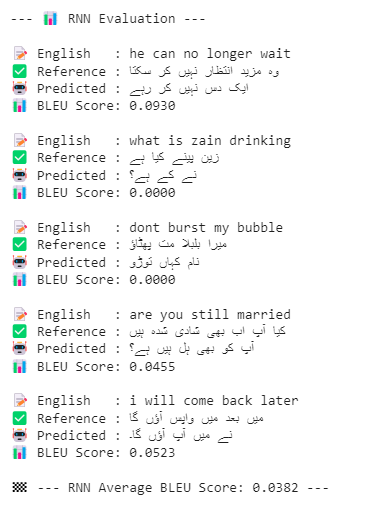 --- 📊 RNN Evaluation ---
📝 English   : he can no longer wait
✅ Reference : وہ مزید انتظار نہیں کر سکتا
🤖 Predicted : ایک دس نہیں کر رہے
📊 BLEU Score: 0.0930
📝 English   : what is zain drinking
✅ Reference : زین پینے کیا ہے
🤖 Predicted : نے کے ہے؟
📊 BLEU Score: 0.0000
📝 English   : dont burst my bubble
✅ Reference : میرا بلبلا مت پھٹاؤ
🤖 Predicted : نام کہاں توڑو
📊 BLEU Score: 0.0000
📝 English   : are you still married
✅ Reference : کیا آپ اب بھی شادی شدہ ہیں
🤖 Predicted : آپ کو بھی ہل ہیں ہے؟
📊 BLEU Score: 0.0455
📝 English   : i will come back later
✅ Reference : میں بعد میں واپس آؤں گا
🤖 Predicted : نے میں آپ آؤں گا۔
📊 BLEU Score: 0.0523
🏁 --- RNN Average BLEU Score: 0.0382 ---